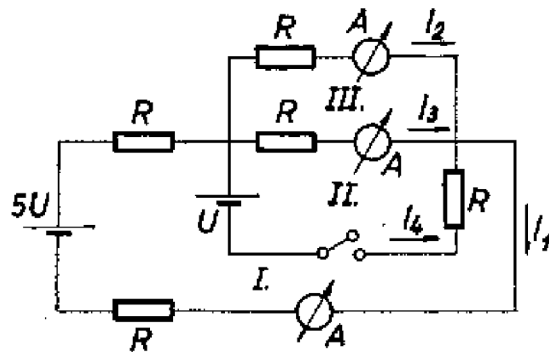 R A I₂
III.
R R I₃
A
5U U II. R
I₄ I₁
I.
R A